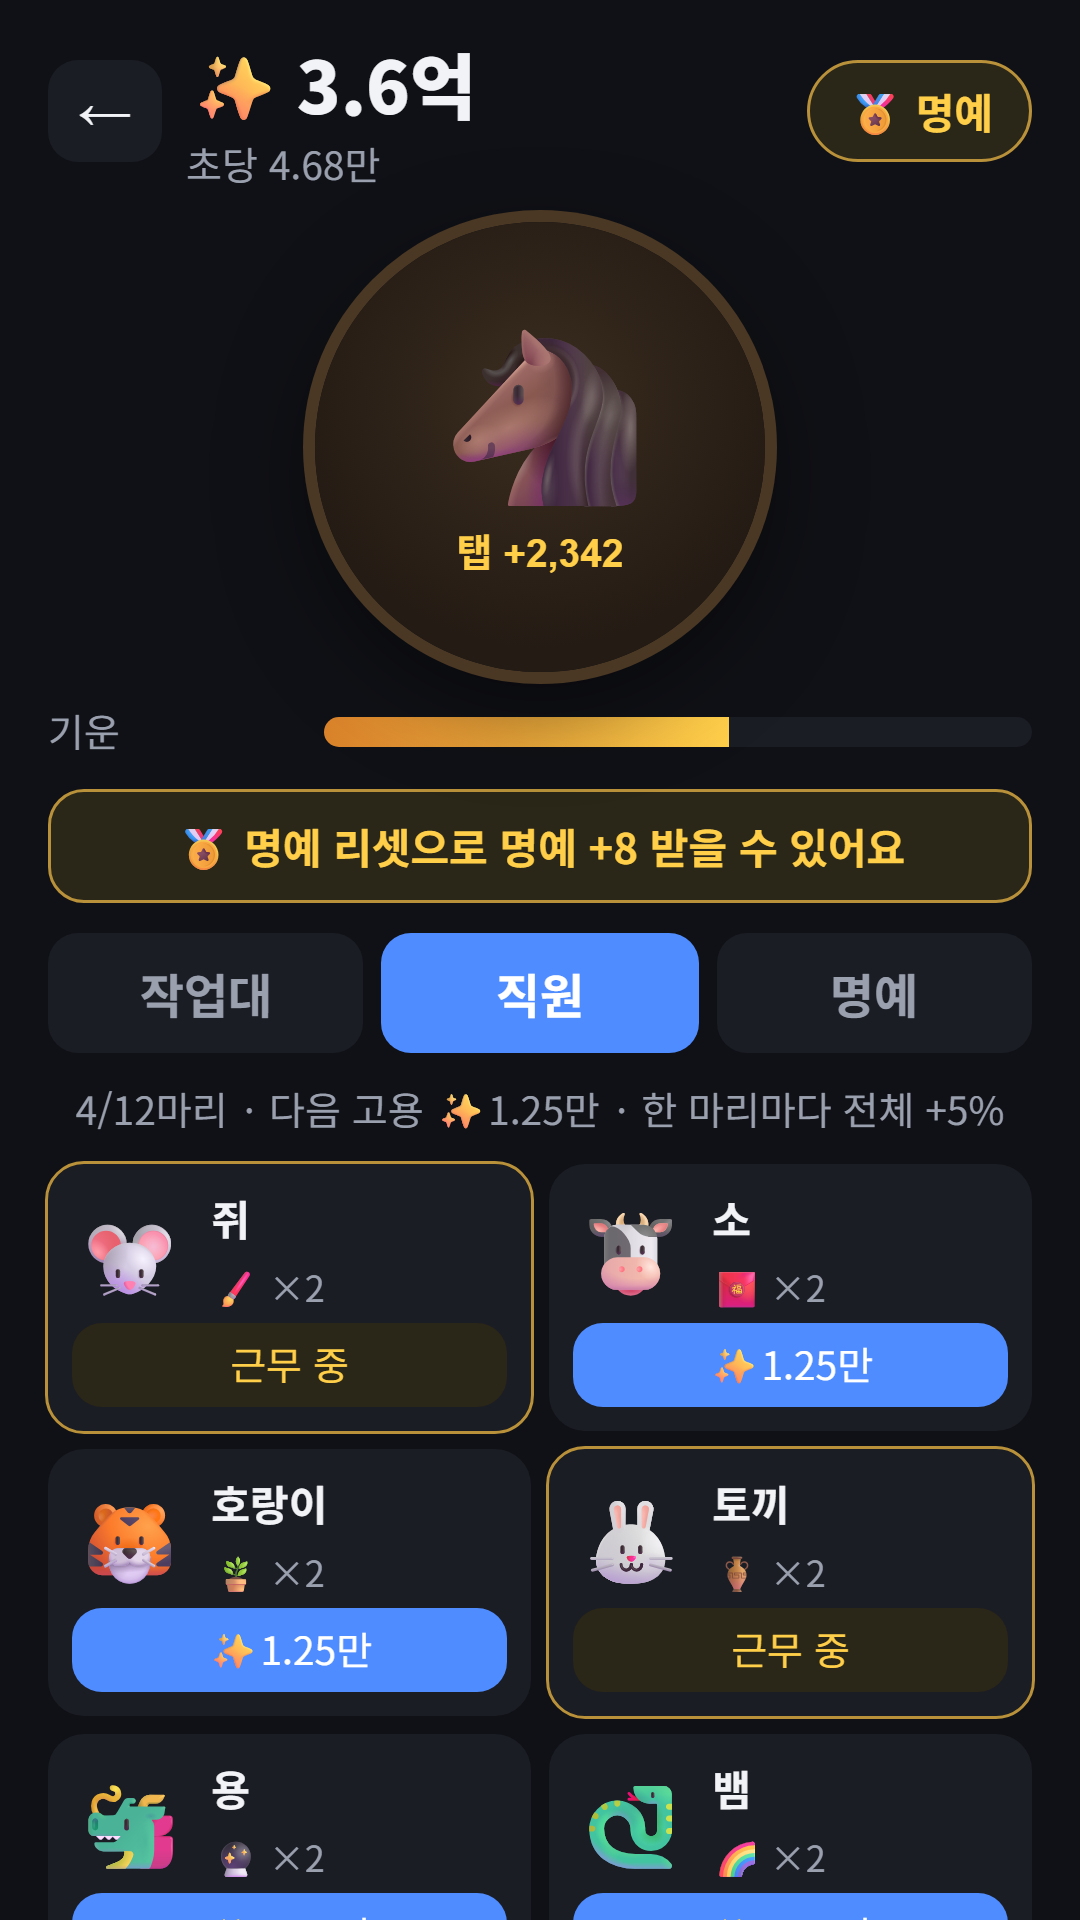 ← ✨ 3.6억
🏅 명예
초당 4.68만
탭 +2,342
기운
🏅 명예 리셋으로 명예 +8 받을 수 있어요
작업대 직원 명예
4/12마리 · 다음 고용 ✨1.25만 · 한 마리마다 전체 +5%
쥐
×2
근무 중
소
×2
✨1.25만
호랑이
×2
✨1.25만
토끼
×2
근무 중
용
×2
뱀
×2